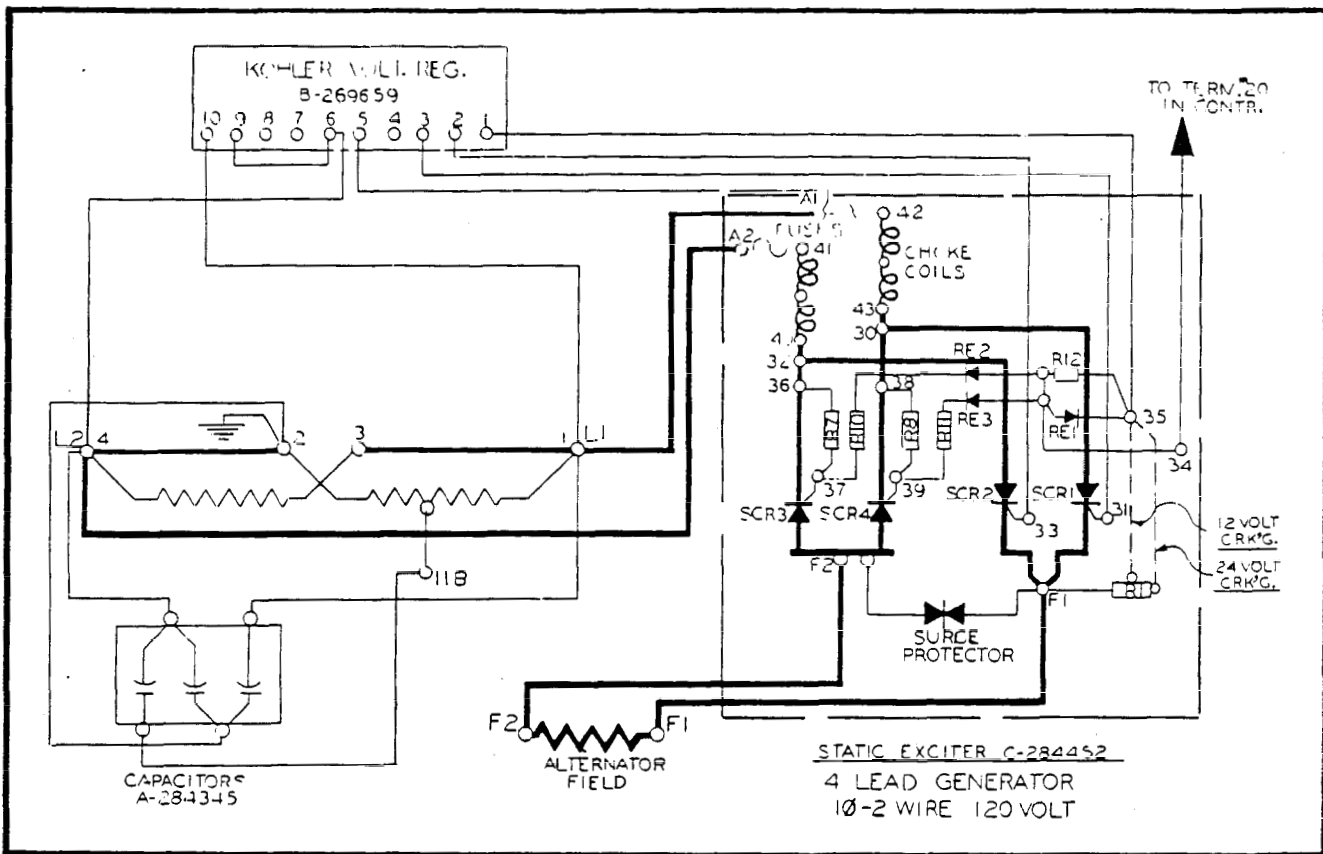 KOHLER VOLT. REG.
B-269659
10 9 8 7 6 5 4 3 2 1
TO TERM. #20
IN CONTR.
A1
42
A2
FUSES
41
CHOKE
COILS
43
30
32
RE2
R12
36
38
RE3
RE1
35
34
R7
R10
R8
R11
37
39
SCR3
SCR4
SCR2
SCR1
33
31
12 VOLT
CRK'G.
24 VOLT
CRK'G.
L2
4
2
3
1
L1
11B
F2
F1
R1
SURGE
PROTECTOR
F2
F1
ALTERNATOR
FIELD
CAPACITORS
A-284345
STATIC EXCITER C-284452
4 LEAD GENERATOR
1Ø-2 WIRE 120 VOLT